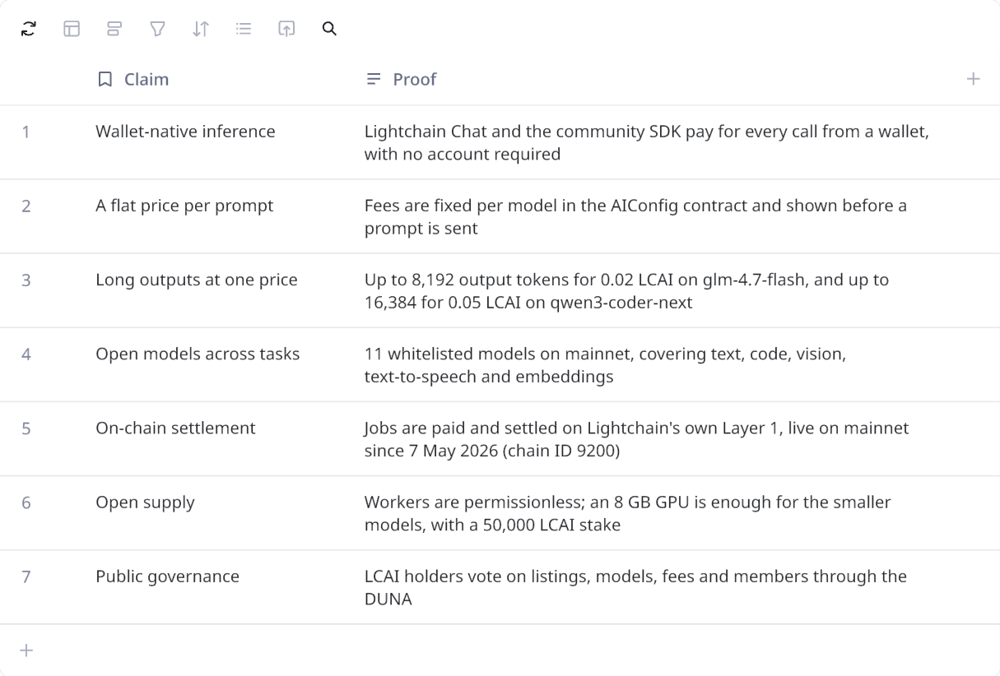 Claim
Proof
1
Wallet-native inference
Lightchain Chat and the community SDK pay for every call from a wallet,
with no account required
2
A flat price per prompt
Fees are fixed per model in the AIConfig contract and shown before a
prompt is sent
3
Long outputs at one price
Up to 8,192 output tokens for 0.02 LCAI on glm-4.7-flash, and up to
16,384 for 0.05 LCAI on qwen3-coder-next
4
Open models across tasks
11 whitelisted models on mainnet, covering text, code, vision,
text-to-speech and embeddings
5
On-chain settlement
Jobs are paid and settled on Lightchain's own Layer 1, live on mainnet
since 7 May 2026 (chain ID 9200)
6
Open supply
Workers are permissionless; an 8 GB GPU is enough for the smaller
models, with a 50,000 LCAI stake
7
Public governance
LCAI holders vote on listings, models, fees and members through the
DUNA